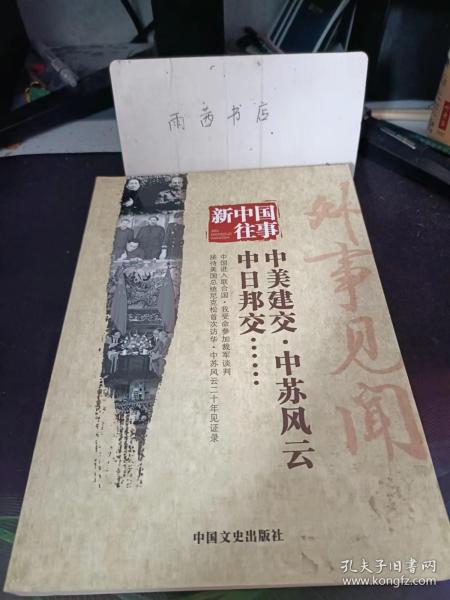 雨茜书店
新中国
往事
外事见闻
中美建交·中苏风云
中日邦交……
中国进入联合国·我受命参加裁军谈判
接待美国总统尼克松首次访华·中苏风云二十年见证录
中国文史出版社
孔夫子旧书网
www.kongfz.com